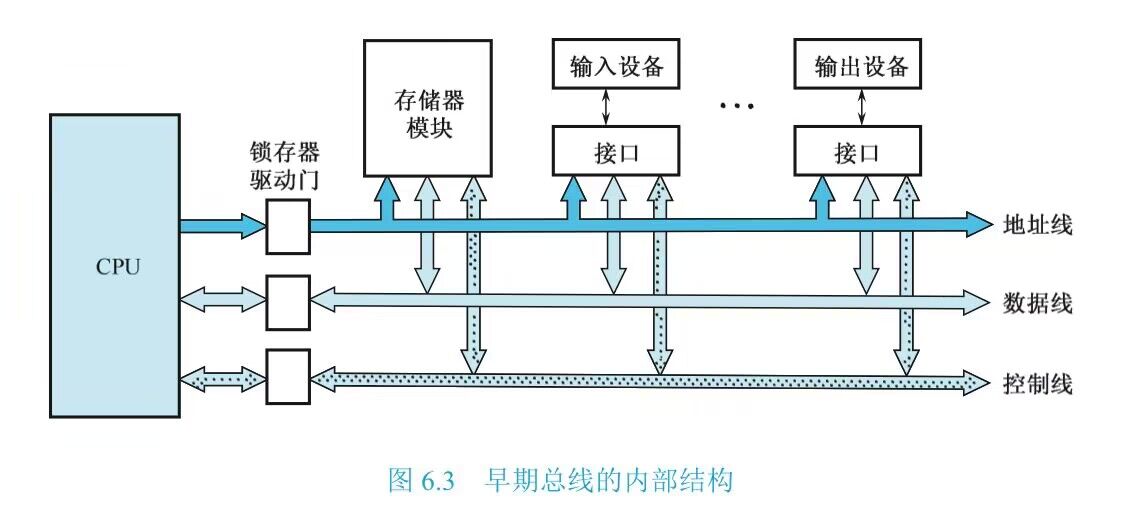 输入设备
输出设备
存储器
模块
…
接口
接口
锁存器
驱动门
CPU
地址线
数据线
控制线
图 6.3 早期总线的内部结构